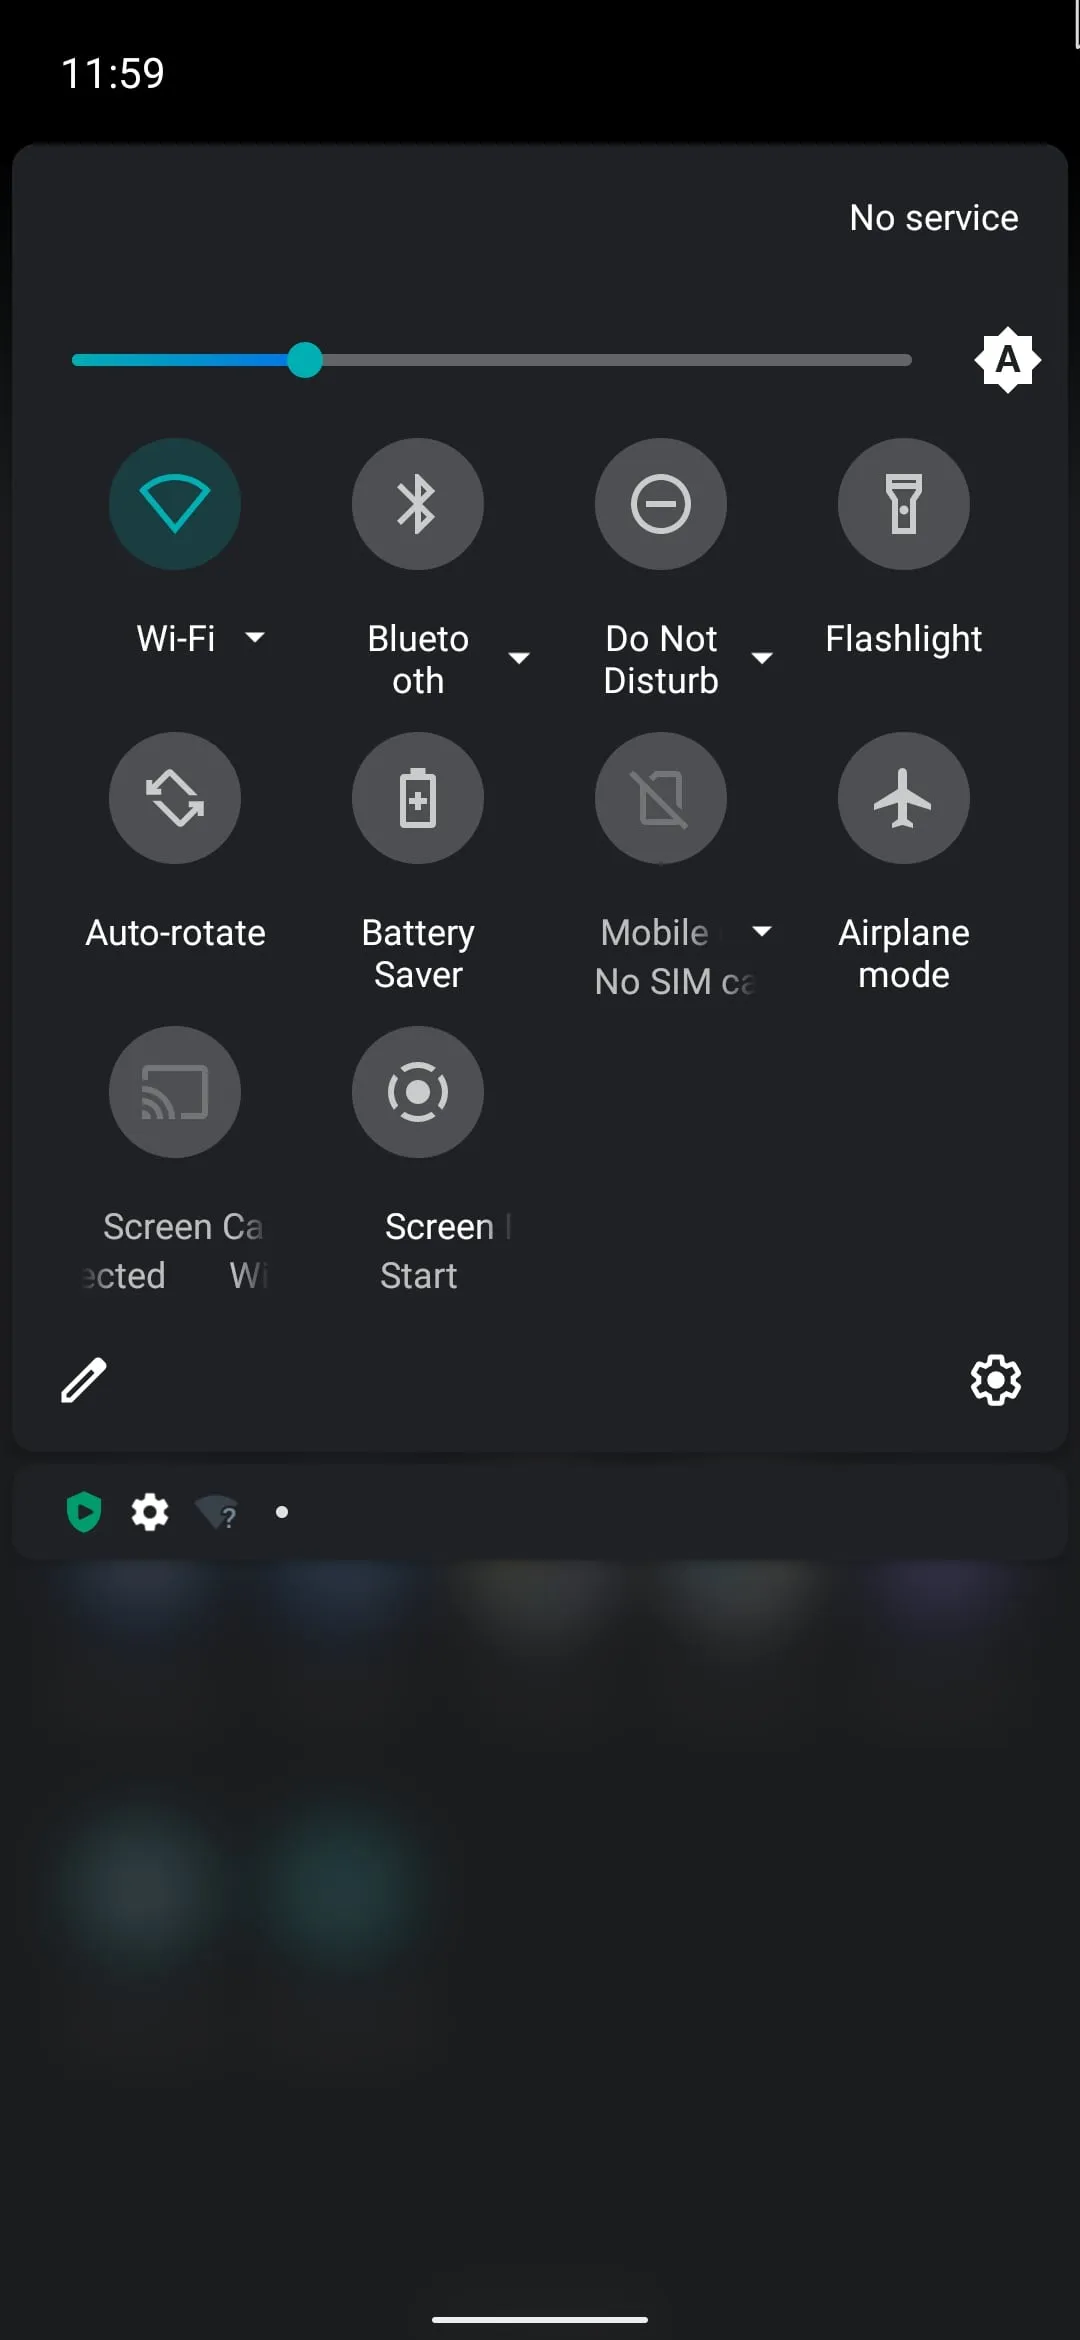 11:59
No service
A
Wi-Fi
Blueto
oth
Do Not
Disturb
Flashlight
Auto-rotate
Battery
Saver
Mobile
No SIM ca
Airplane
mode
Screen Ca
ected Wi
Screen
Start
?